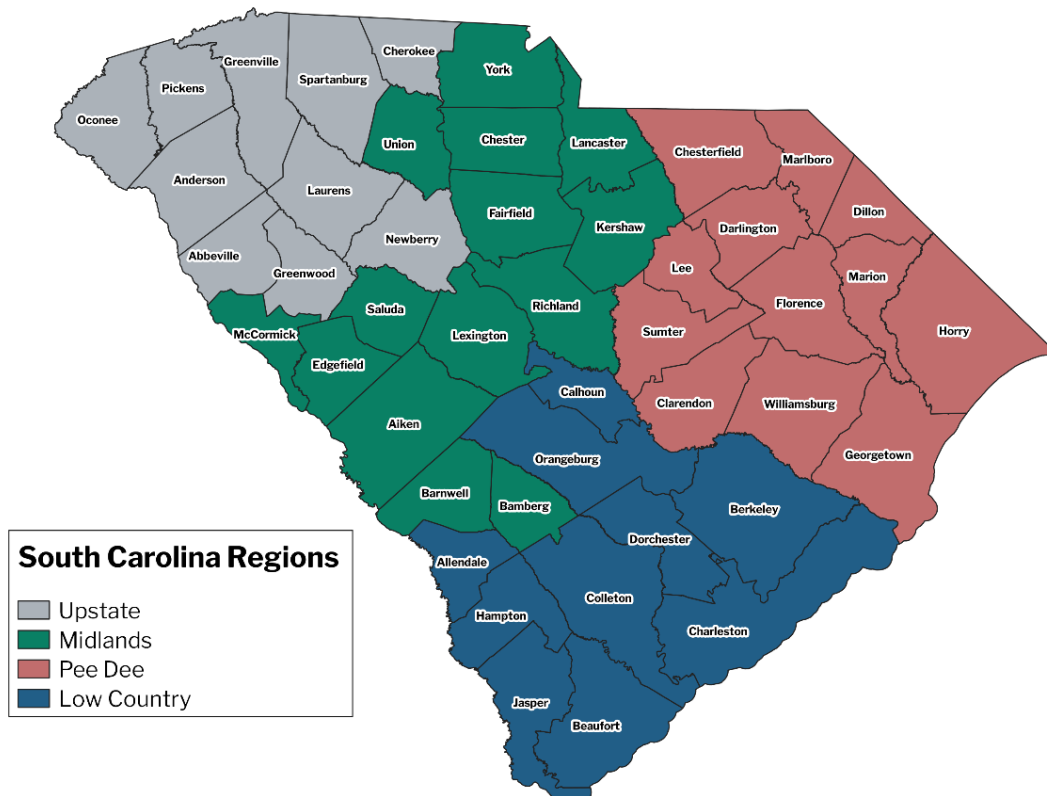 Cherokee
Greenville
York
Spartanburg
Pickens
Oconee
Union
Chester
Lancaster
Chesterfield
Marlboro
Anderson
Laurens
Fairfield
Dillon
Kershaw
Darlington
Newberry
Abbeville
Greenwood
Lee
Marion
Saluda
Richland
Florence
McCormick
Lexington
Sumter
Horry
Edgefield
Calhoun
Clarendon
Williamsburg
Aiken
Georgetown
Orangeburg
Barnwell
Bamberg
Berkeley
Dorchester
Allendale
Colleton
Hampton
Charleston
Jasper
Beaufort
South Carolina Regions
Upstate
Midlands
Pee Dee
Low Country